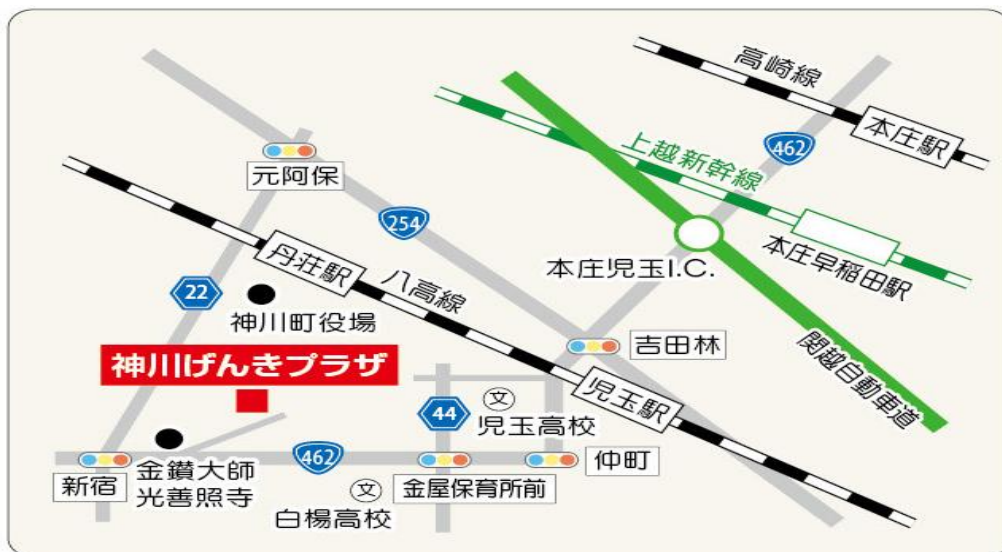 高崎線
本庄駅
462
上越新幹線
本庄早稲田駅
元阿保
254
本庄児玉I.C.
関越自動車道
丹荘駅
八高線
22
神川町役場
吉田林
神川げんきプラザ
児玉駅
44
文
児玉高校
462
仲町
新宿
金鑚大師
光善照寺
文
白楊高校
金屋保育所前